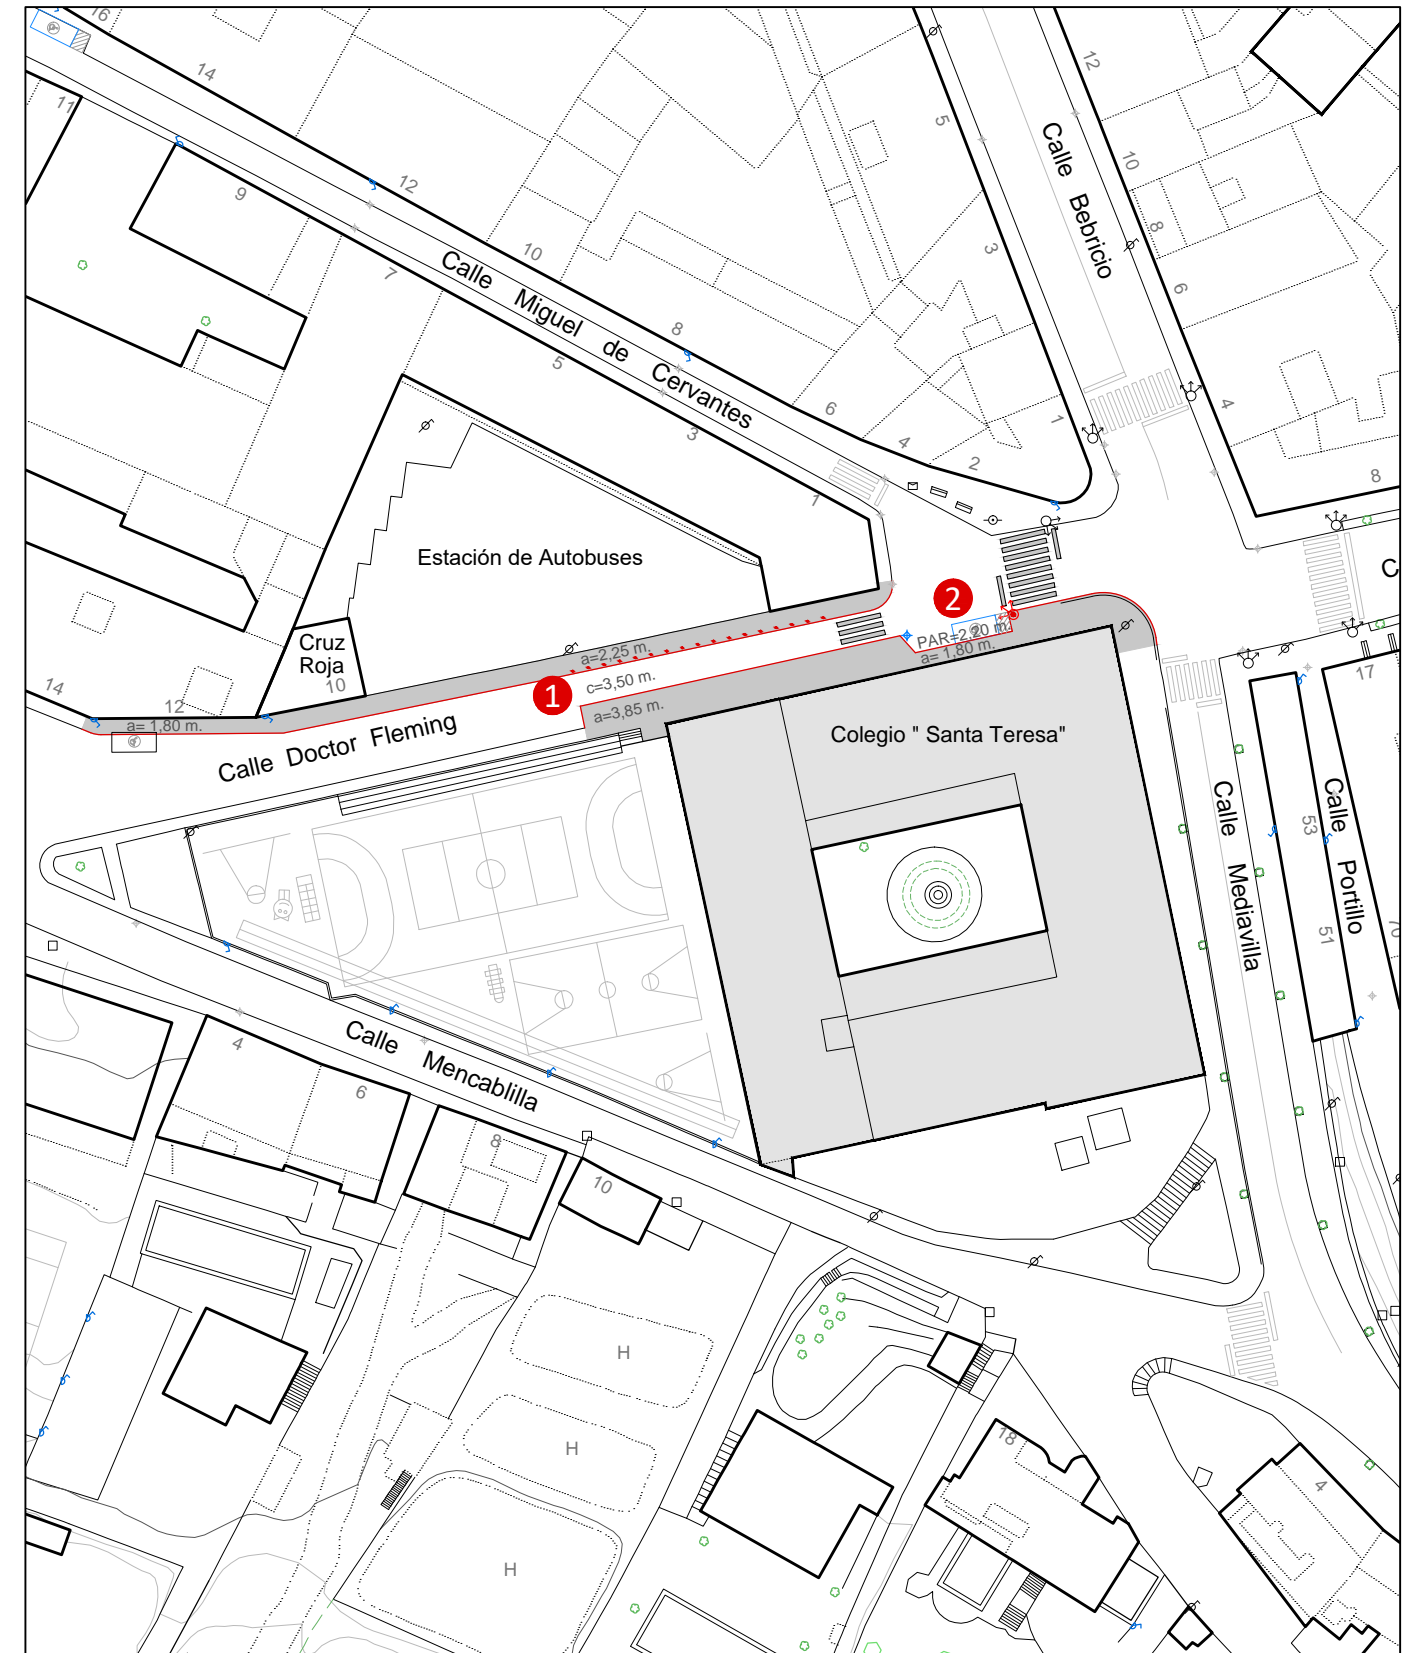 16
14
11
9
12
10
7
8
5
3
1
6
4
2
Calle Miguel de Cervantes
5
3
1
Calle Bebricio
12
10
8
6
4
8
Estación de Autobuses
Cruz
Roja
10
12
14
a= 1,80 m.
a=2,25 m.
1
c=3,50 m.
a=3,85 m.
2
PAR=2,20 m.
a= 1,80 m.
Calle Doctor Fleming
Colegio " Santa Teresa"
C
17
Calle Mediavilla
Calle Portillo
53
51
70
Calle Mencablilla
4
6
8
10
H
H
H
18
4